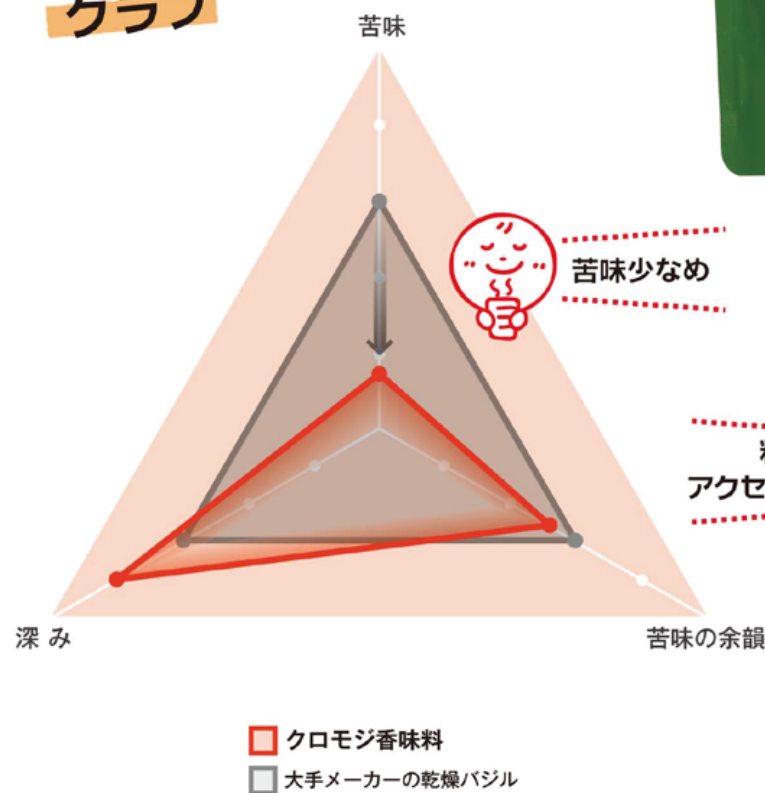 グラフ
苦味
苦味少なめ
アクセ
深み
苦味の余韻
クロモジ香味料
大手メーカーの乾燥バジル